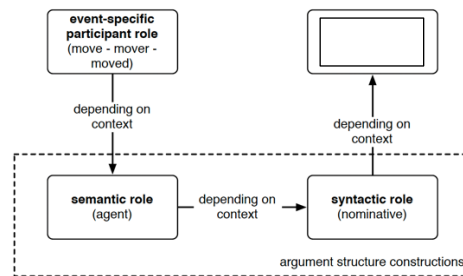 event-specific
participant role
(move - mover -
moved)
depending on
context
depending on
context
semantic role
(agent)
depending on
context
syntactic role
(nominative)
argument structure constructions